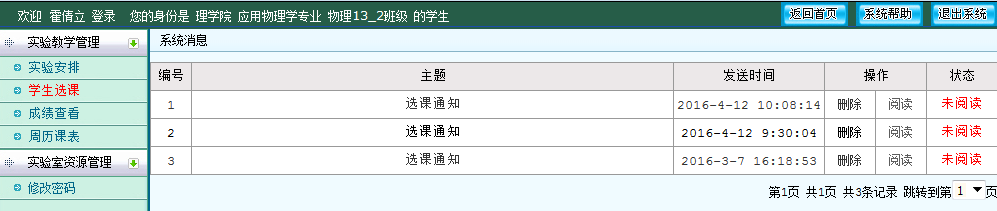 欢迎 霍倩立 登录 您的身份是 理学院 应用物理学专业 物理13_2班级 的学生 返回首页 系统帮助 退出系统
实验教学管理
实验安排
学生选课
成绩查看
周历课表
实验室资源管理
修改密码
系统消息
编号 主题 发送时间 操作 状态
1 选课通知 2016-4-12 10:08:14 删除 阅读 未阅读
2 选课通知 2016-4-12 9:30:04 删除 阅读 未阅读
3 选课通知 2016-3-7 16:18:53 删除 阅读 未阅读
第1页 共1页 共3条记录 跳转到第 1 页